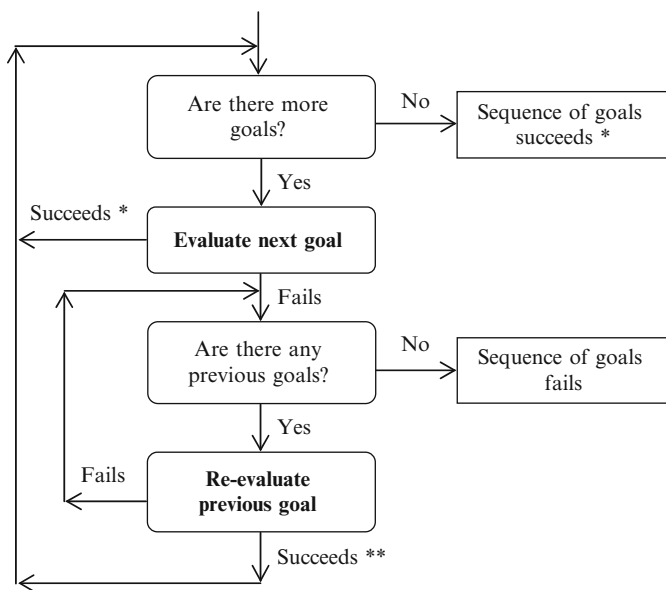 Are there more
goals?
No
Sequence of goals
succeeds *
Yes
Succeeds *
Evaluate next goal
Fails
Are there any
previous goals?
No
Sequence of goals
fails
Yes
Fails
Re-evaluate
previous goal
Succeeds **